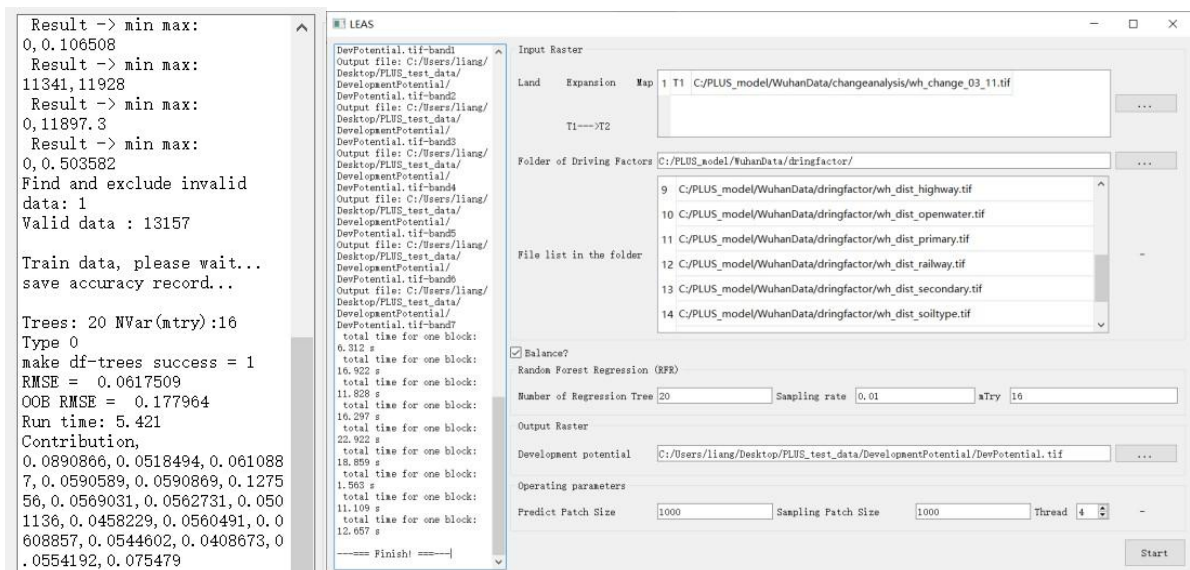 Result -> min max:
0,0.106508
Result -> min max:
11341,11928
Result -> min max:
0,11897.3
Result -> min max:
0,0.503582
Find and exclude invalid
data: 1
Valid data : 13157
Train data, please wait...
save accuracy record...
Trees: 20 NVar(mtry):16
Type 0
make df-trees success = 1
RMSE =  0.0617509
OOB RMSE =  0.177964
Run time: 5.421
Contribution,
0.0890866,0.0518494,0.061088
7,0.0590589,0.0590869,0.1275
56,0.0569031,0.0562731,0.050
1136,0.0458229,0.0560491,0.0
608857,0.0544602,0.0408673,0
.0554192,0.075479
LEAS
DevPotential.tif-band1
Output file: C:/Users/liang/
Desktop/PLUS_test_data/
DevelopmentPotential/
DevPotential.tif-band2
Output file: C:/Users/liang/
Desktop/PLUS_test_data/
DevelopmentPotential/
DevPotential.tif-band3
Output file: C:/Users/liang/
Desktop/PLUS_test_data/
DevelopmentPotential/
DevPotential.tif-band4
Output file: C:/Users/liang/
Desktop/PLUS_test_data/
DevelopmentPotential/
DevPotential.tif-band5
Output file: C:/Users/liang/
Desktop/PLUS_test_data/
DevelopmentPotential/
DevPotential.tif-band6
Output file: C:/Users/liang/
Desktop/PLUS_test_data/
DevelopmentPotential/
DevPotential.tif-band7
total time for one block:
6.312 s
total time for one block:
16.922 s
total time for one block:
11.828 s
total time for one block:
16.297 s
total time for one block:
22.922 s
total time for one block:
18.859 s
total time for one block:
1.563 s
total time for one block:
11.109 s
total time for one block:
12.657 s
---=== Finish! ===---
Input Raster
Land Expansion Map 1 T1 C:/PLUS_model/WuhanData/changeanalysis/wh_change_03_11.tif
...
T1--->T2
Folder of Driving Factors C:/PLUS_model/WuhanData/dringfactor/ ...
File list in the folder
9 C:/PLUS_model/WuhanData/dringfactor/wh_dist_highway.tif
10 C:/PLUS_model/WuhanData/dringfactor/wh_dist_openwater.tif
11 C:/PLUS_model/WuhanData/dringfactor/wh_dist_primary.tif
12 C:/PLUS_model/WuhanData/dringfactor/wh_dist_railway.tif
13 C:/PLUS_model/WuhanData/dringfactor/wh_dist_secondary.tif
14 C:/PLUS_model/WuhanData/dringfactor/wh_dist_soiltype.tif
-
Balance?
Random Forest Regression (RFR)
Number of Regression Tree 20 Sampling rate 0.01 mTry 16
Output Raster
Development potential C:/Users/liang/Desktop/PLUS_test_data/DevelopmentPotential/DevPotential.tif ...
Operating parameters
Predict Patch Size 1000 Sampling Patch Size 1000 Thread 4 -
Start